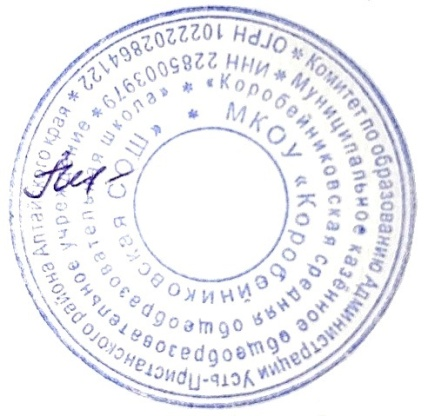 * Комитет по образованию Администрации Усть-Пристанского района Алтайского края * ОГРН 1022202864122
* Муниципальное казённое общеобразовательное учреждение * ИНН 2285003979
* «Коробейниковская средняя общеобразовательная школа»
* МКОУ «Коробейниковская СОШ»